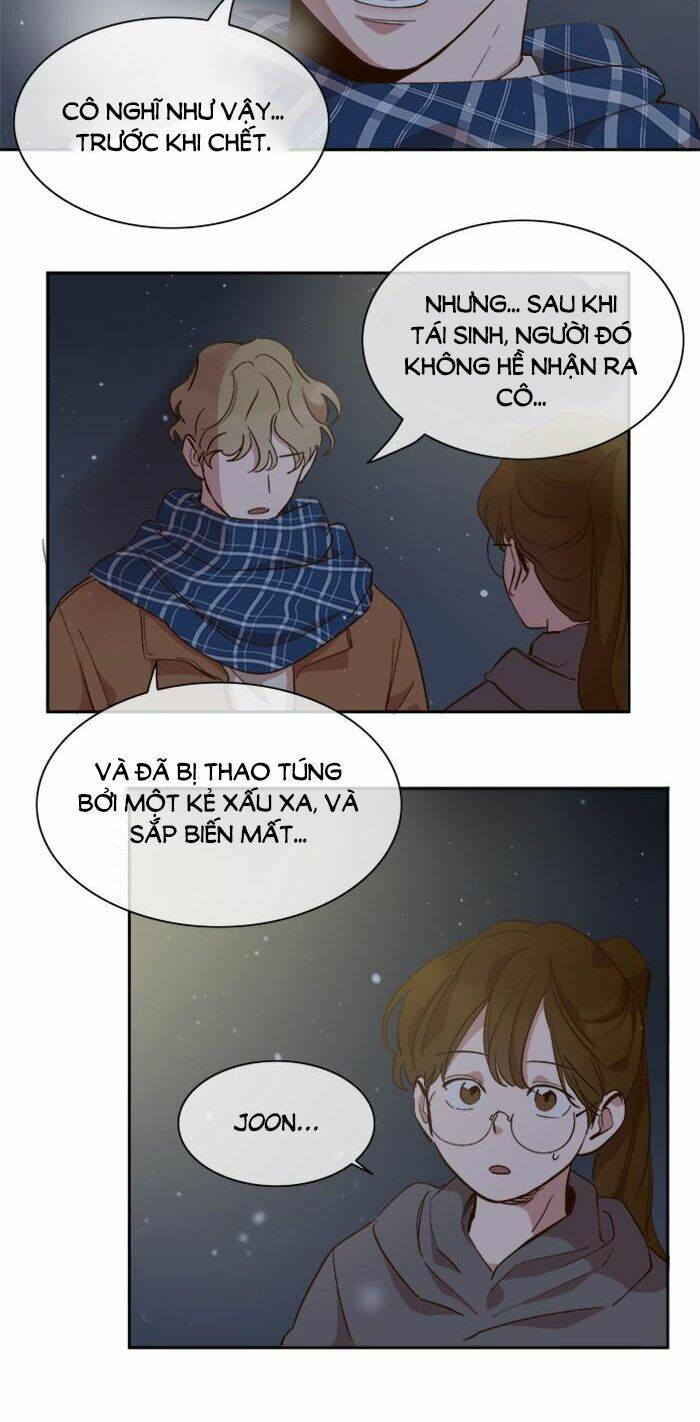 CÔ NGHĨ NHƯ VẬY...
TRƯỚC KHI CHẾT.
NHƯNG... SAU KHI
TÁI SINH, NGƯỜI ĐÓ
KHÔNG HỀ NHẬN RA
CÔ...
VÀ ĐÃ BỊ THAO TÚNG
BỞI MỘT KẺ XẤU XA, VÀ
SẮP BIẾN MẤT...
JOON...